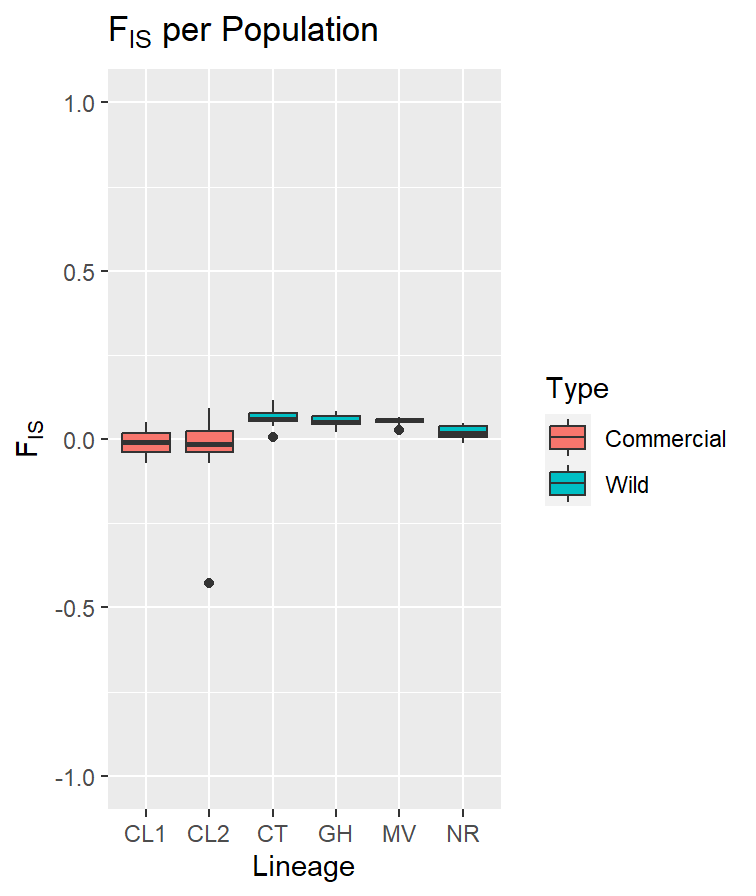 FIS per Population
1.0
0.5
0.0
-0.5
-1.0
FIS
CL1 CL2 CT GH MV NR
Lineage
Type
Commercial
Wild